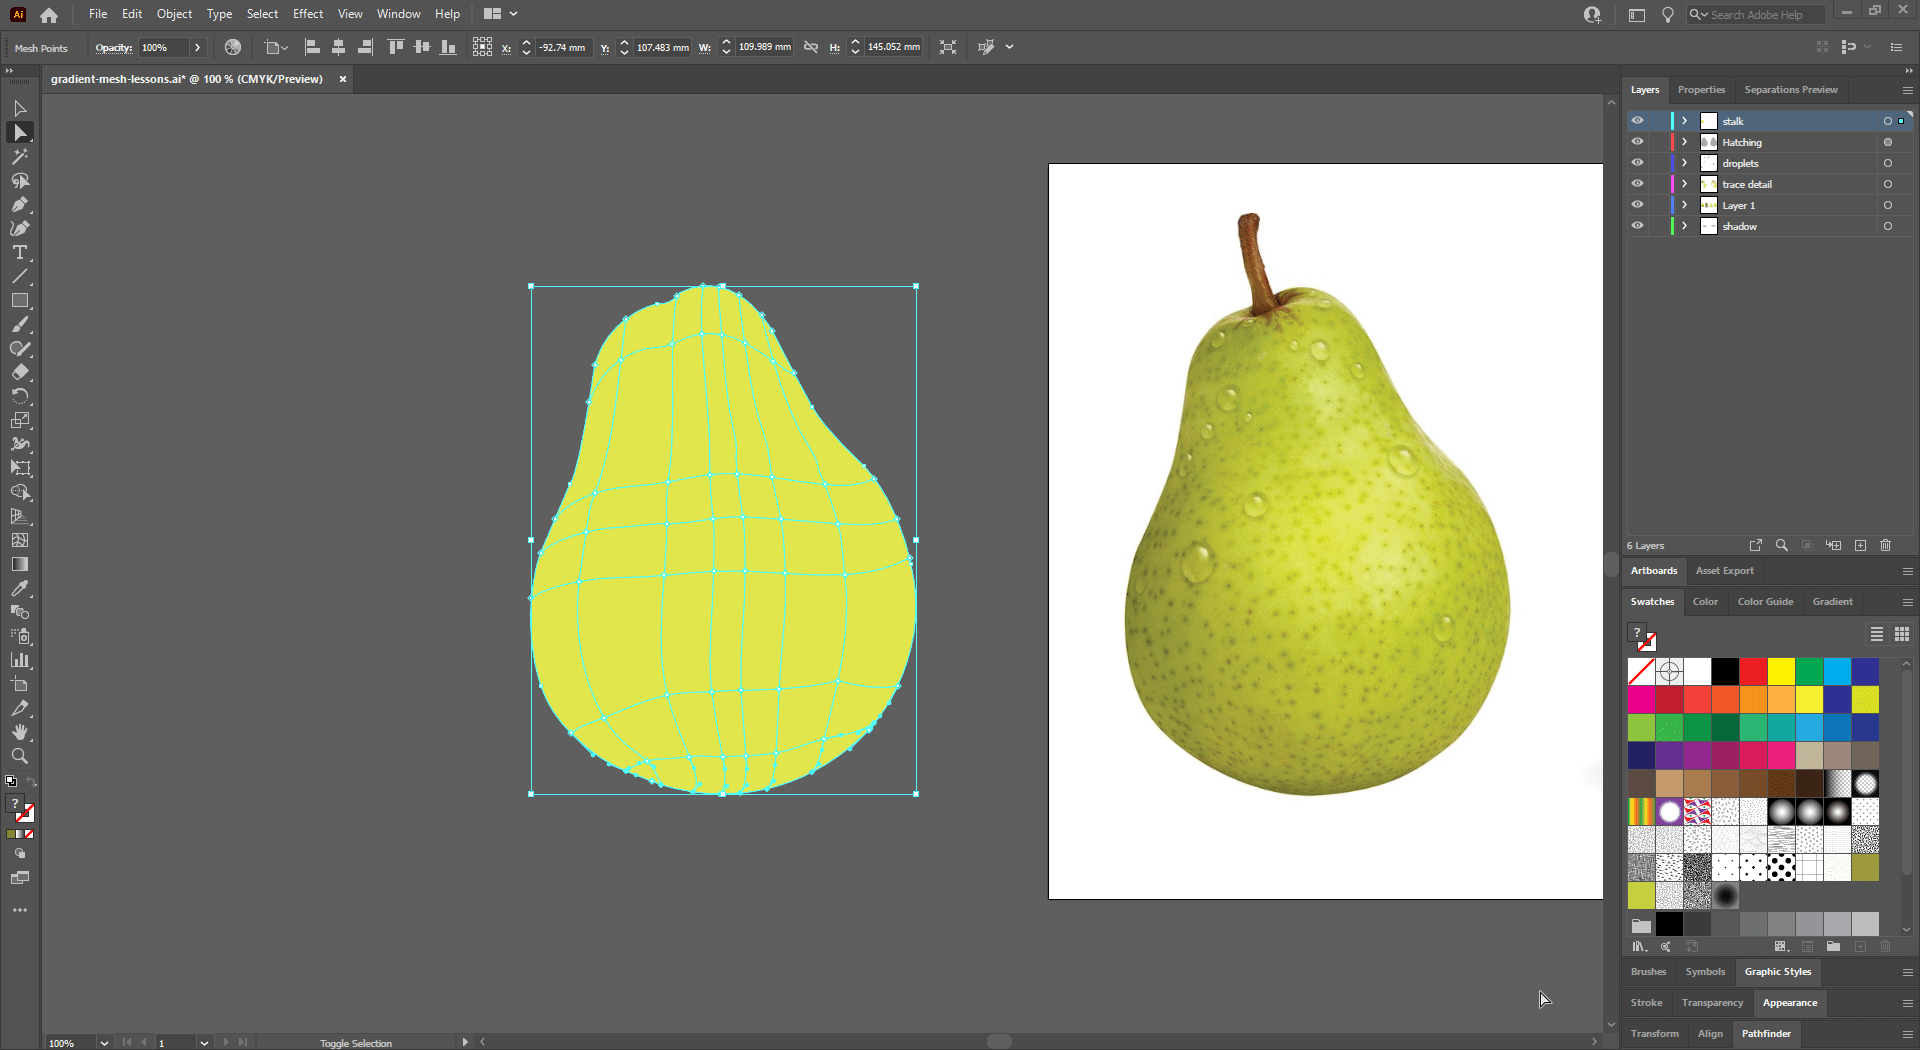 Ai File Edit Object Type Select Effect View Window Help Search Adobe Help
Mesh Points Opacity: 100% X: -92.74 mm Y: 107.483 mm W: 109.989 mm H: 145.052 mm
gradient-mesh-lessons.ai* @ 100 % (CMYK/Preview) ×
Layers Properties Separations Preview
stalk
Hatching
droplets
trace detail
Layer 1
shadow
6 Layers
Artboards Asset Export
Swatches Color Color Guide Gradient
?
?
Brushes Symbols Graphic Styles
Stroke Transparency Appearance
Transform Align Pathfinder
100% 1 Toggle Selection